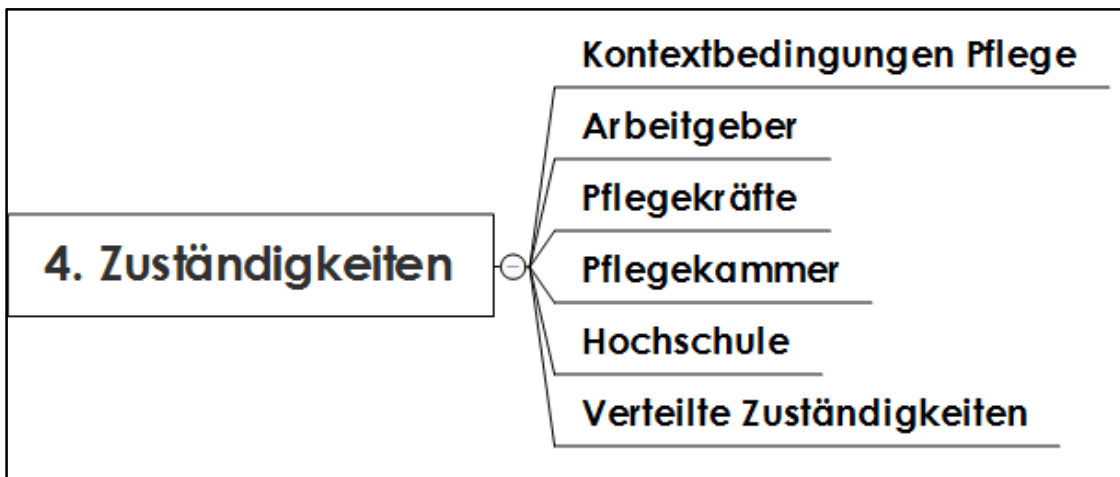 Kontextbedingungen Pflege
Arbeitgeber
Pflegekräfte
4. Zuständigkeiten
Pflegekammer
Hochschule
Verteilte Zuständigkeiten